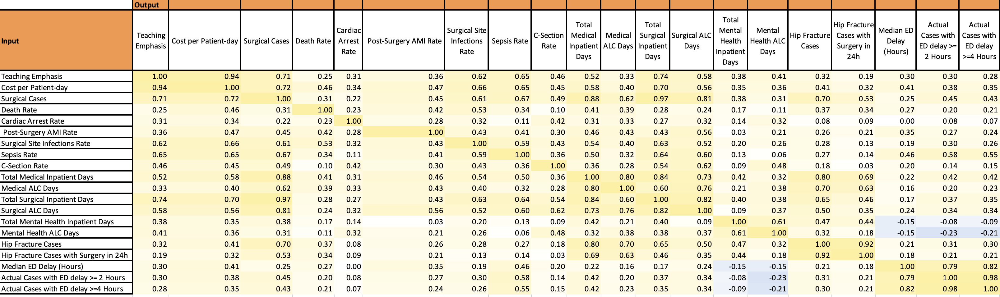 Output
Input
Teaching Emphasis
Cost per Patient-day
Surgical Cases
Death Rate
Cardiac Arrest Rate
Post-Surgery AMI Rate
Surgical Site Infections Rate
Sepsis Rate
C-Section Rate
Total Medical Inpatient Days
Medical ALC Days
Total Surgical Inpatient Days
Surgical ALC Days
Total Mental Health Inpatient Days
Mental Health ALC Days
Hip Fracture Cases
Hip Fracture Cases with Surgery in 24h
Median ED Delay (Hours)
Actual Cases with ED delay >= 2 Hours
Actual Cases with ED delay >=4 Hours
Teaching Emphasis 1.00 0.94 0.71 0.25 0.31 0.36 0.62 0.65 0.46 0.52 0.33 0.74 0.58 0.38 0.41 0.32 0.19 0.30 0.30 0.28
Cost per Patient-day 0.94 1.00 0.72 0.46 0.34 0.47 0.66 0.65 0.45 0.58 0.40 0.70 0.56 0.35 0.36 0.41 0.32 0.41 0.38 0.35
Surgical Cases 0.71 0.72 1.00 0.31 0.22 0.45 0.61 0.67 0.49 0.88 0.62 0.97 0.81 0.38 0.31 0.70 0.53 0.25 0.45 0.43
Death Rate 0.25 0.46 0.31 1.00 0.23 0.42 0.53 0.34 0.10 0.41 0.39 0.28 0.24 0.17 0.11 0.37 0.34 0.27 0.20 0.21
Cardiac Arrest Rate 0.31 0.34 0.22 0.23 1.00 0.28 0.32 0.11 0.42 0.31 0.33 0.27 0.32 0.14 0.32 0.08 0.09 0.00 0.08 0.07
Post-Surgery AMI Rate 0.36 0.47 0.45 0.42 0.28 1.00 0.43 0.41 0.30 0.46 0.43 0.43 0.56 0.03 0.21 0.26 0.21 0.35 0.27 0.24
Surgical Site Infections Rate 0.62 0.66 0.61 0.53 0.32 0.43 1.00 0.59 0.43 0.54 0.40 0.63 0.52 0.20 0.26 0.28 0.13 0.19 0.30 0.26
Sepsis Rate 0.65 0.65 0.67 0.34 0.11 0.41 0.59 1.00 0.36 0.50 0.32 0.64 0.60 0.13 0.06 0.27 0.14 0.46 0.58 0.55
C-Section Rate 0.46 0.45 0.49 0.10 0.42 0.30 0.43 0.36 1.00 0.36 0.28 0.54 0.62 0.09 0.48 0.18 0.03 0.20 0.14 0.15
Total Medical Inpatient Days 0.52 0.58 0.88 0.41 0.31 0.46 0.54 0.50 0.36 1.00 0.80 0.84 0.73 0.42 0.32 0.80 0.69 0.22 0.42 0.42
Medical ALC Days 0.33 0.40 0.62 0.39 0.33 0.43 0.40 0.32 0.28 0.80 1.00 0.60 0.76 0.21 0.38 0.70 0.63 0.16 0.20 0.23
Total Surgical Inpatient Days 0.74 0.70 0.97 0.28 0.27 0.43 0.63 0.64 0.54 0.84 0.60 1.00 0.82 0.40 0.38 0.65 0.46 0.17 0.37 0.35
Surgical ALC Days 0.58 0.56 0.81 0.24 0.32 0.56 0.52 0.60 0.62 0.73 0.76 0.82 1.00 0.09 0.37 0.50 0.35 0.24 0.34 0.34
Total Mental Health Inpatient Days 0.38 0.35 0.38 0.17 0.14 0.03 0.20 0.13 0.09 0.42 0.21 0.40 0.09 1.00 0.61 0.47 0.44 -0.15 -0.08 -0.09
Mental Health ALC Days 0.41 0.36 0.31 0.11 0.32 0.21 0.26 0.06 0.48 0.32 0.38 0.38 0.37 0.61 1.00 0.32 0.18 -0.15 -0.23 -0.21
Hip Fracture Cases 0.32 0.41 0.70 0.37 0.08 0.26 0.28 0.27 0.18 0.80 0.70 0.65 0.50 0.47 0.32 1.00 0.92 0.21 0.31 0.30
Hip Fracture Cases with Surgery in 24h 0.19 0.32 0.53 0.34 0.09 0.21 0.13 0.14 0.03 0.69 0.63 0.46 0.35 0.44 0.18 0.92 1.00 0.18 0.21 0.21
Median ED Delay (Hours) 0.30 0.41 0.25 0.27 0.00 0.35 0.19 0.46 0.20 0.22 0.16 0.17 0.24 -0.15 -0.15 0.21 0.18 1.00 0.79 0.82
Actual Cases with ED delay >= 2 Hours 0.30 0.38 0.45 0.20 0.08 0.27 0.30 0.58 0.14 0.42 0.20 0.37 0.34 -0.08 -0.23 0.31 0.21 0.79 1.00 0.98
Actual Cases with ED delay >=4 Hours 0.28 0.35 0.43 0.21 0.07 0.24 0.26 0.55 0.15 0.42 0.23 0.35 0.34 -0.09 -0.21 0.30 0.21 0.82 0.98 1.00